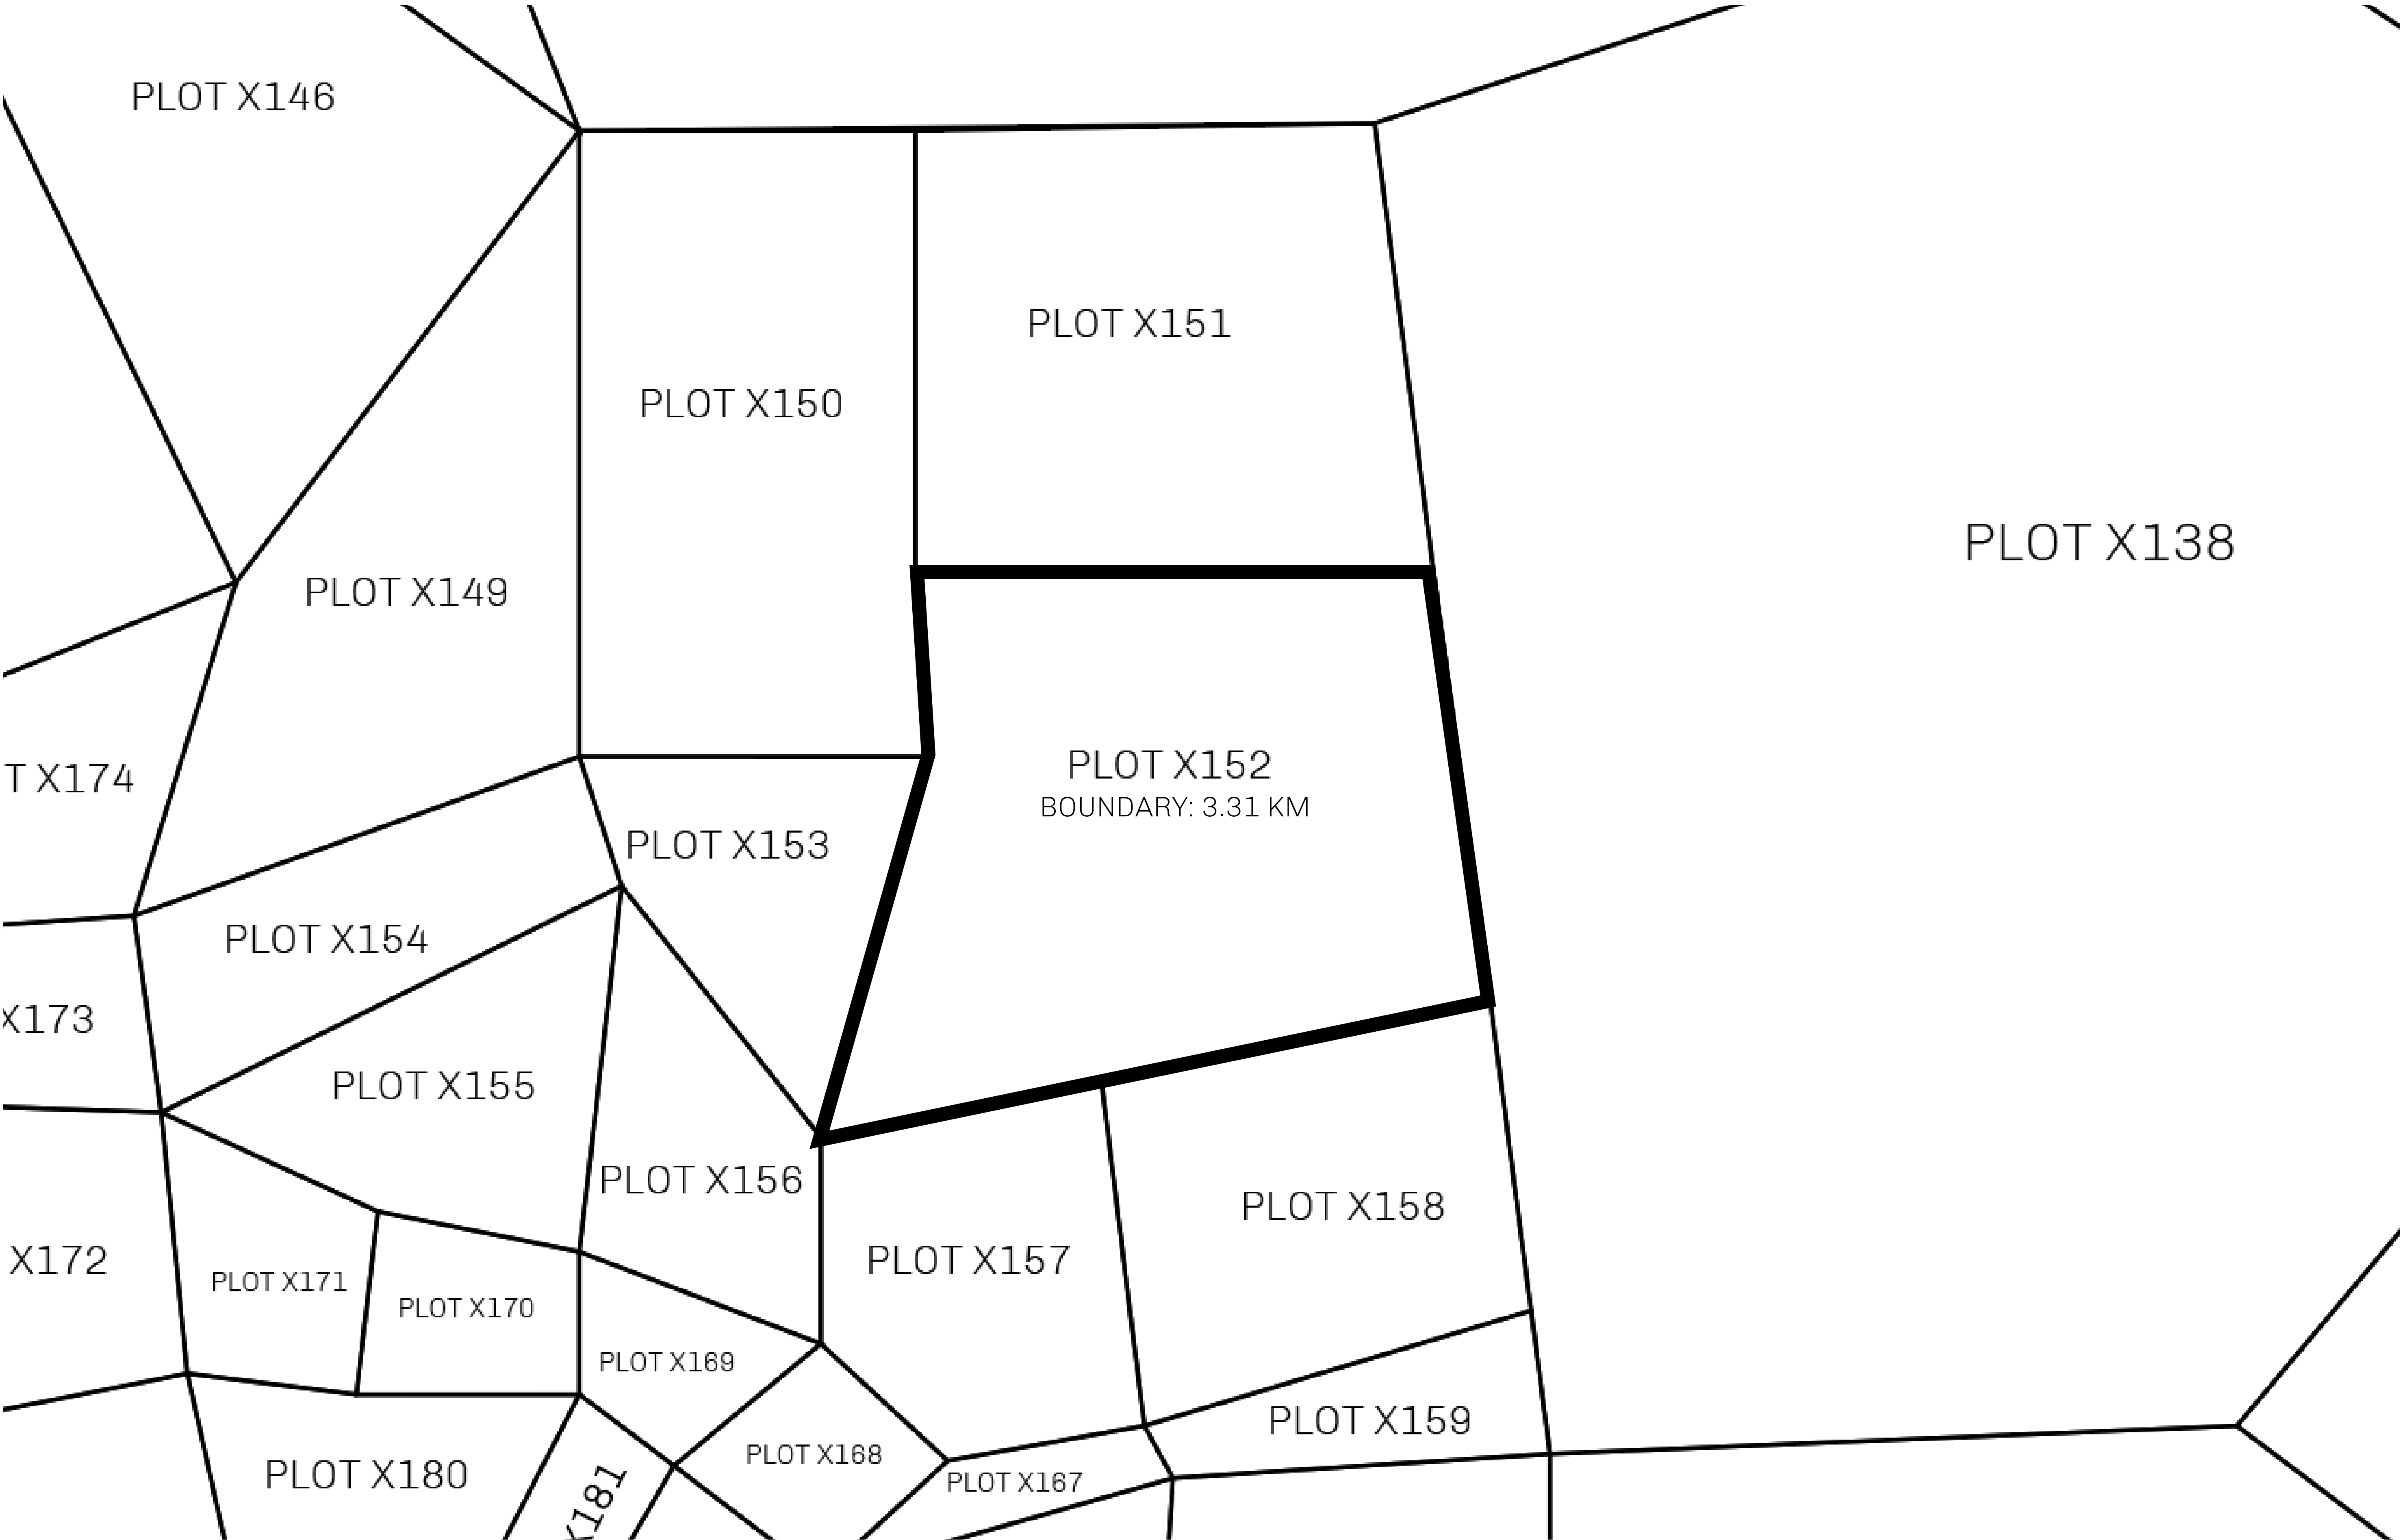 PLOT X146
PLOT X151
PLOT X150
PLOT X138
PLOT X149
PLOT X152
BOUNDARY: 3.31 KM
T X174
PLOT X153
PLOT X154
X173
PLOT X155
PLOT X156
PLOT X158
X172
PLOT X157
PLOT X171
PLOT X170
PLOT X169
PLOT X159
PLOT X168
PLOT X180
PLOT X167
X181